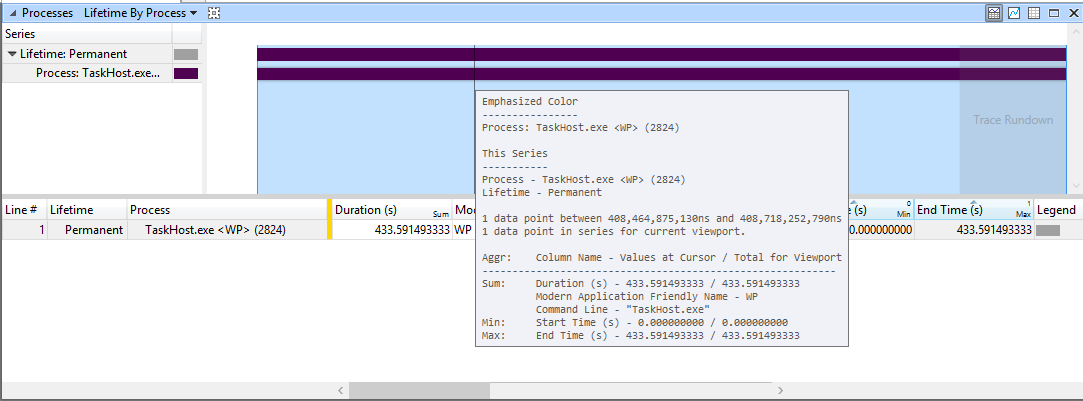 Processes Lifetime By Process
Series
Lifetime: Permanent
Process: TaskHost.exe...
Trace Rundown
Emphasized Color
----------------
Process: TaskHost.exe <WP> (2824)
This Series
-----------
Process - TaskHost.exe <WP> (2824)
Lifetime - Permanent
1 data point between 408,464,875,130ns and 408,718,252,790ns
1 data point in series for current viewport.
Aggr: Column Name - Values at Cursor / Total for Viewport
-----------------------------------------------------
Sum: Duration (s) - 433.591493333 / 433.591493333
Modern Application Friendly Name - WP
Command Line - "TaskHost.exe"
Min: Start Time (s) - 0.000000000 / 0.000000000
Max: End Time (s) - 433.591493333 / 433.591493333
Line # Lifetime Process Duration (s) Sum Mo (s) 0 Min End Time (s) 1 Max Legend
1 Permanent TaskHost.exe <WP> (2824) 433.591493333 WP 0.000000000 433.591493333